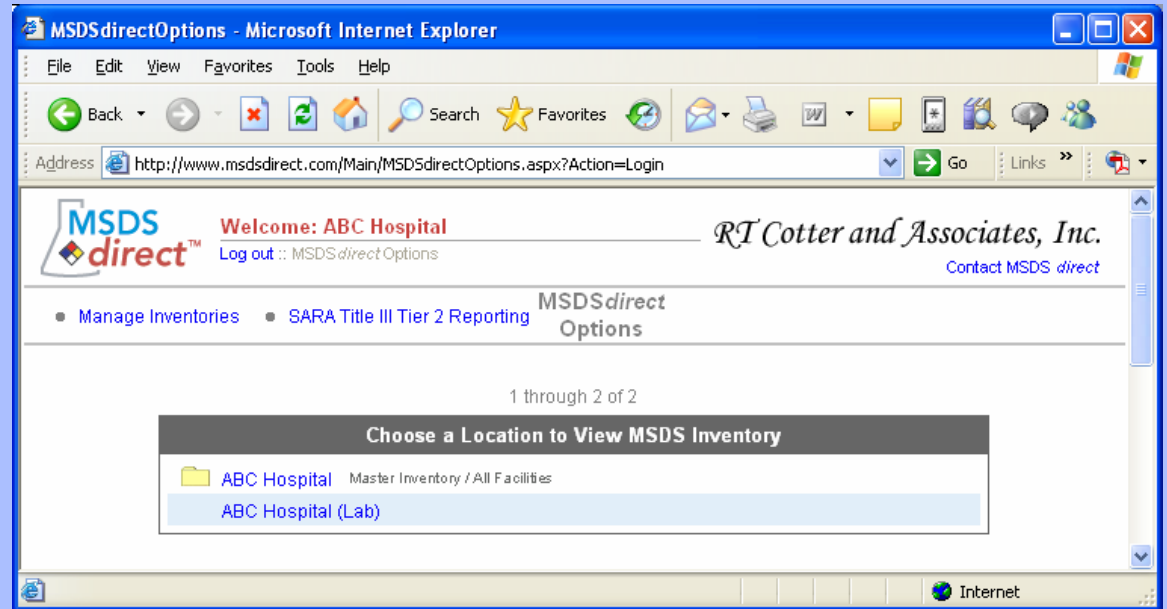 MSDSdirectOptions - Microsoft Internet Explorer
File Edit View Favorites Tools Help
Back Search Favorites
Address http://www.msdsdirect.com/Main/MSDSdirectOptions.aspx?Action=Login Go Links »
MSDS direct™
Welcome: ABC Hospital
Log out :: MSDSdirect Options
RT Cotter and Associates, Inc.
Contact MSDS direct
• Manage Inventories • SARA Title III Tier 2 Reporting
MSDSdirect
Options
1 through 2 of 2
Choose a Location to View MSDS Inventory
ABC Hospital Master Inventory / All Facilities
ABC Hospital (Lab)
Internet